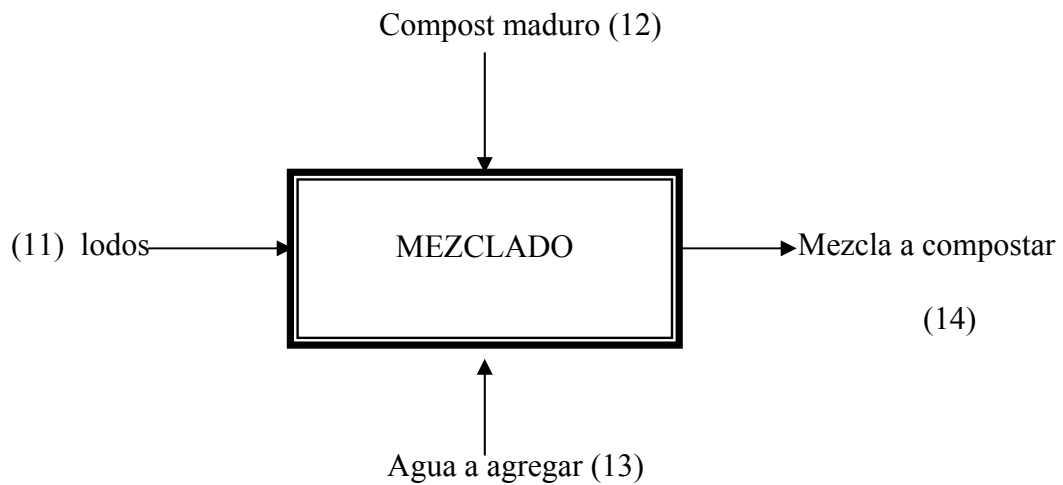 Compost maduro (12)
(11) lodos
MEZCLADO
Mezcla a compostar
(14)
Agua a agregar (13)